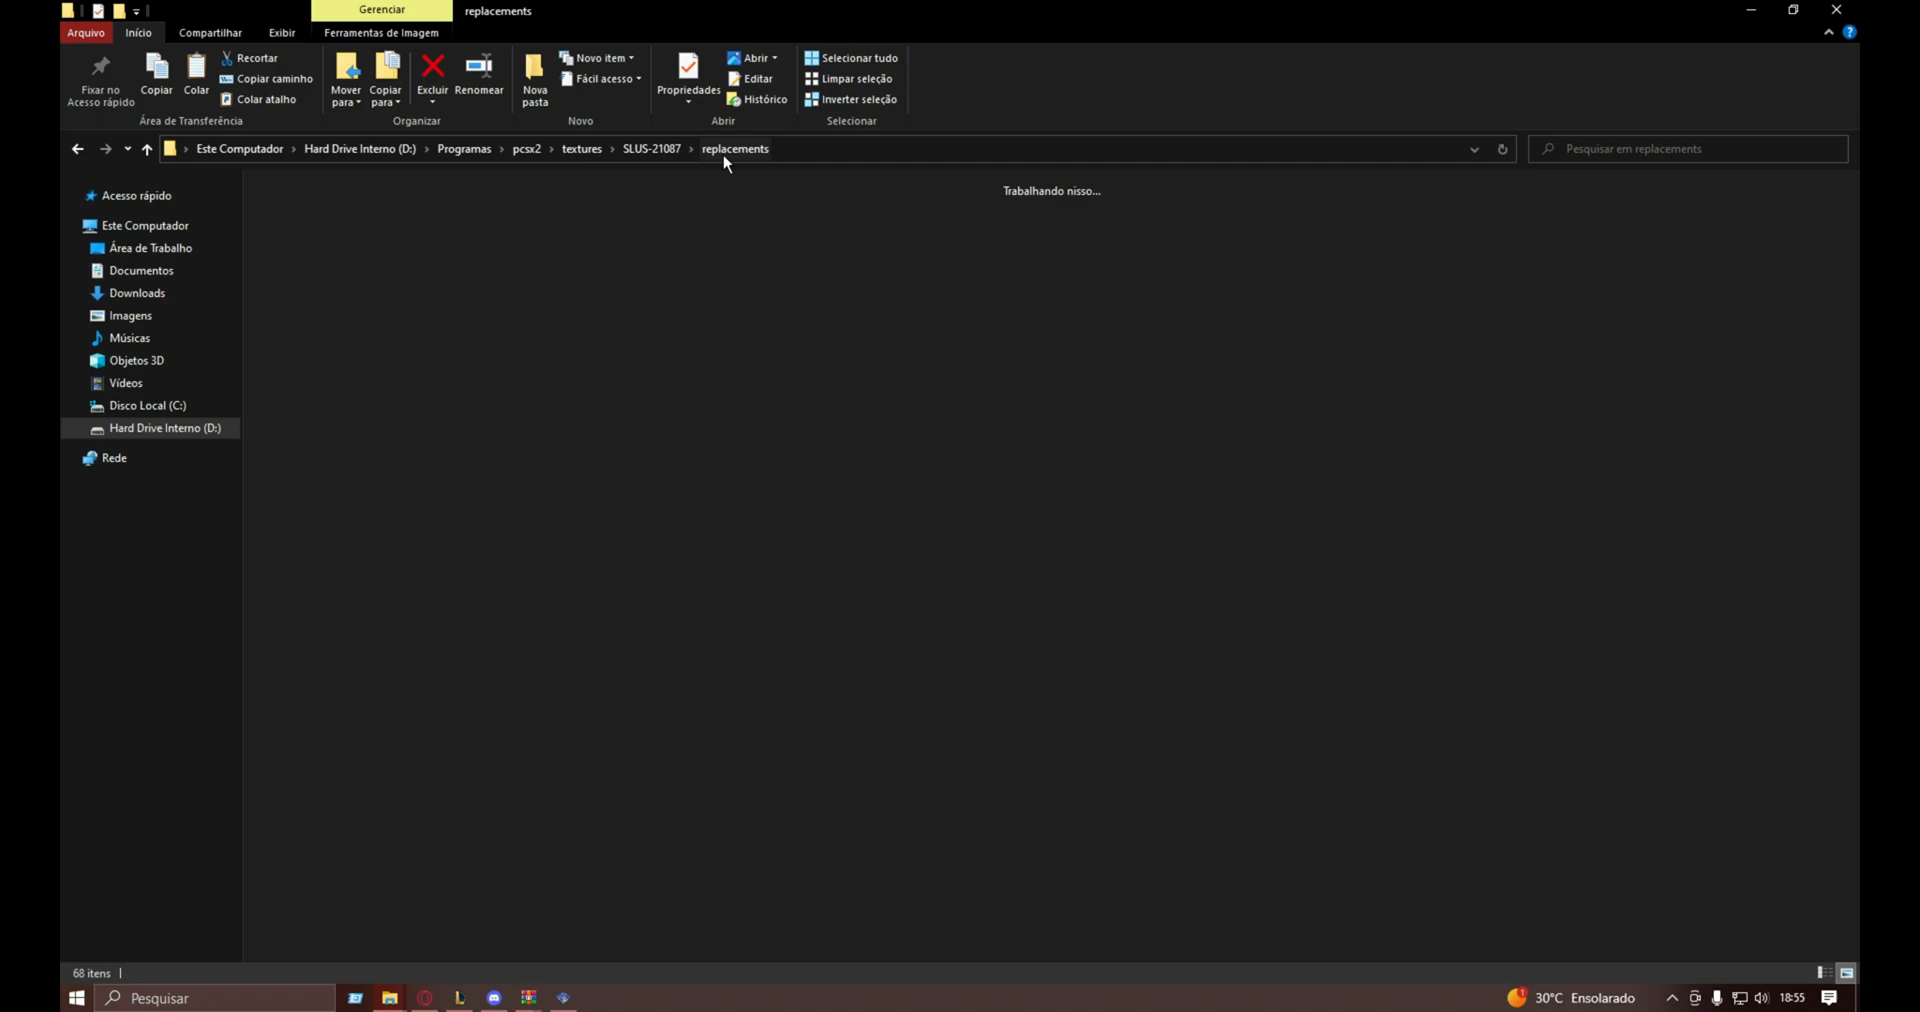 Gerenciar
replacements
Arquivo
Início
Compartilhar
Exibir
Ferramentas de Imagem
Fixar no
Acesso rápido
Copiar
Colar
Recortar
Copiar caminho
Colar atalho
Área de Transferência
Mover
para
Copiar
para
Excluir
Renomear
Organizar
Nova
pasta
Novo item
Fácil acesso
Novo
Propriedades
Abrir
Editar
Histórico
Abrir
Selecionar tudo
Limpar seleção
Inverter seleção
Selecionar
Este Computador › Hard Drive Interno (D:) › Programas › pcsx2 › textures › SLUS-21087 › replacements
Pesquisar em replacements
Trabalhando nisso...
Acesso rápido
Este Computador
Área de Trabalho
Documentos
Downloads
Imagens
Músicas
Objetos 3D
Vídeos
Disco Local (C:)
Hard Drive Interno (D:)
Rede
68 itens
Pesquisar
30°C Ensolarado
18:55